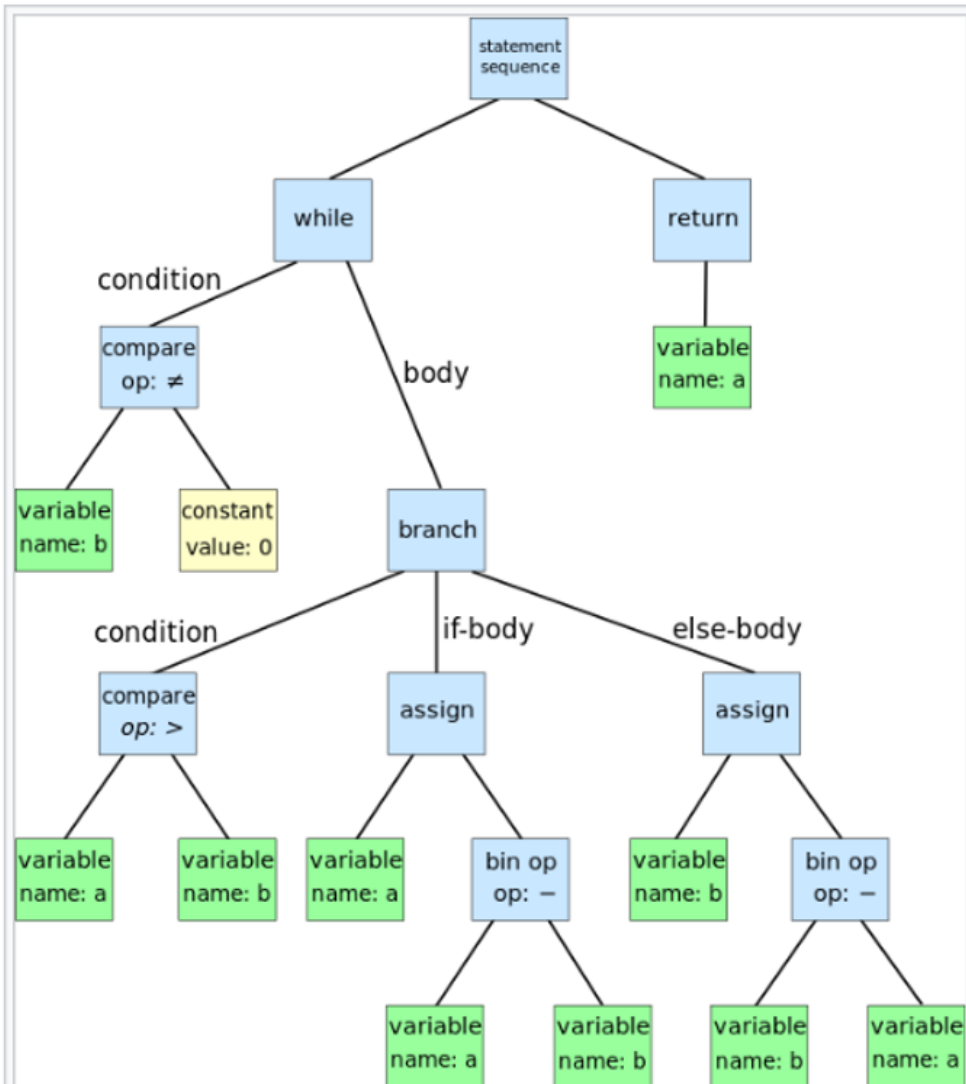 statement
sequence
while
return
condition
compare
op: ≠
body
variable
name: a
variable
name: b
constant
value: 0
branch
condition
if-body
else-body
compare
op: >
assign
assign
variable
name: a
variable
name: b
variable
name: a
bin op
op: −
variable
name: b
bin op
op: −
variable
name: a
variable
name: b
variable
name: b
variable
name: a